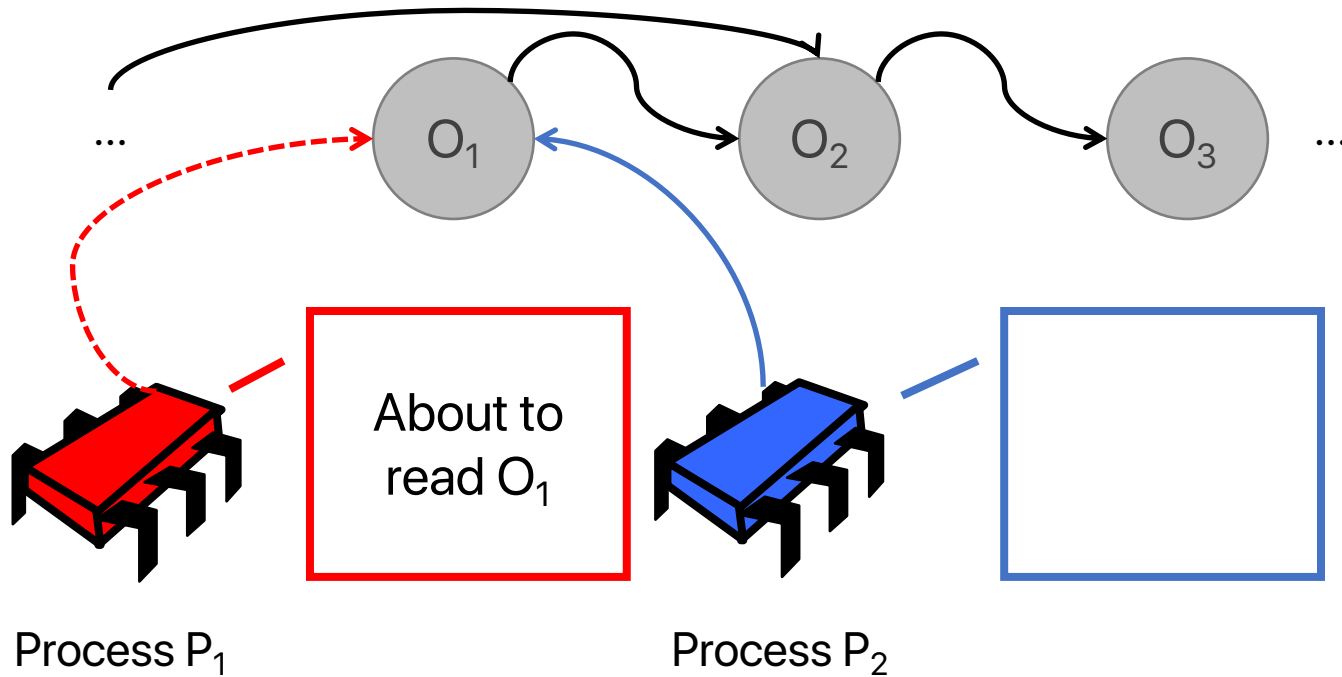 ... O₁ O₂ O₃ ...
About to
read O₁
Process P₁ Process P₂